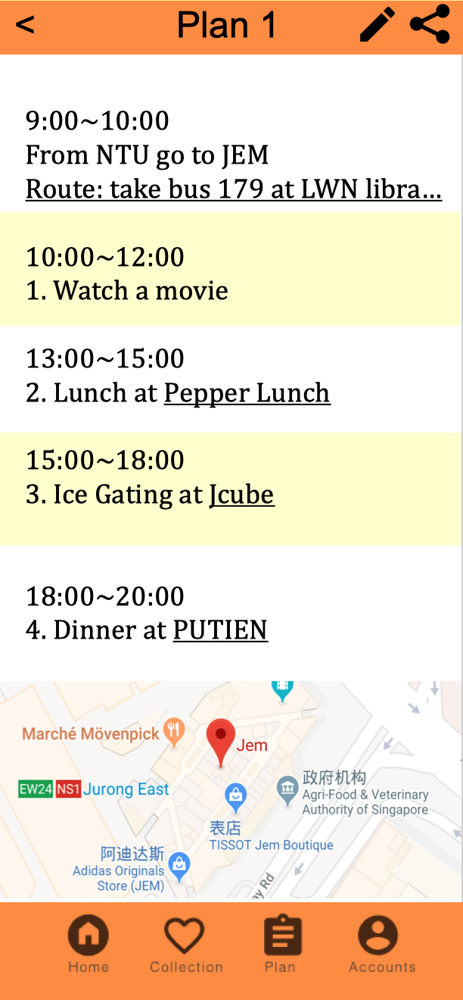 <
Plan 1
9:00~10:00
From NTU go to JEM
Route: take bus 179 at LWN libra...
10:00~12:00
1. Watch a movie
13:00~15:00
2. Lunch at Pepper Lunch
15:00~18:00
3. Ice Gating at Jcube
18:00~20:00
4. Dinner at PUTIEN
Marché Mövenpick
Jem
EW24 NS1 Jurong East
政府机构
Agri-Food & Veterinary
Authority of Singapore
表店
TISSOT Jem Boutique
阿迪达斯
Adidas Originals
Store (JEM)
ey Rd
Home
Collection
Plan
Accounts